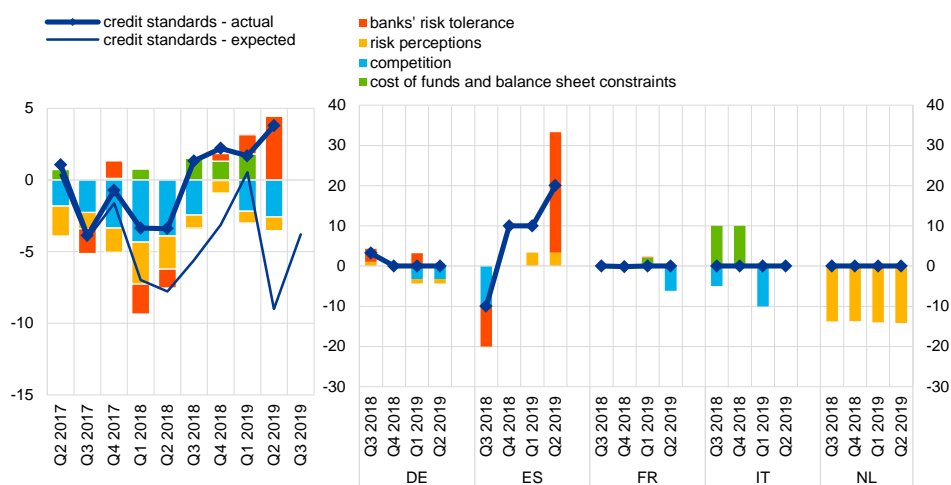 credit standards - actual
credit standards - expected
banks' risk tolerance
risk perceptions
competition
cost of funds and balance sheet constraints
5
0
-5
-10
-15
Q2 2017
Q3 2017
Q4 2017
Q1 2018
Q2 2018
Q3 2018
Q4 2018
Q1 2019
Q2 2019
Q3 2019
40
30
20
10
0
-10
-20
-30
40
30
20
10
0
-10
-20
-30
Q3 2018
Q4 2018
Q1 2019
Q2 2019
Q3 2018
Q4 2018
Q1 2019
Q2 2019
Q3 2018
Q4 2018
Q1 2019
Q2 2019
Q3 2018
Q4 2018
Q1 2019
Q2 2019
Q3 2018
Q4 2018
Q1 2019
Q2 2019
DE
ES
FR
IT
NL